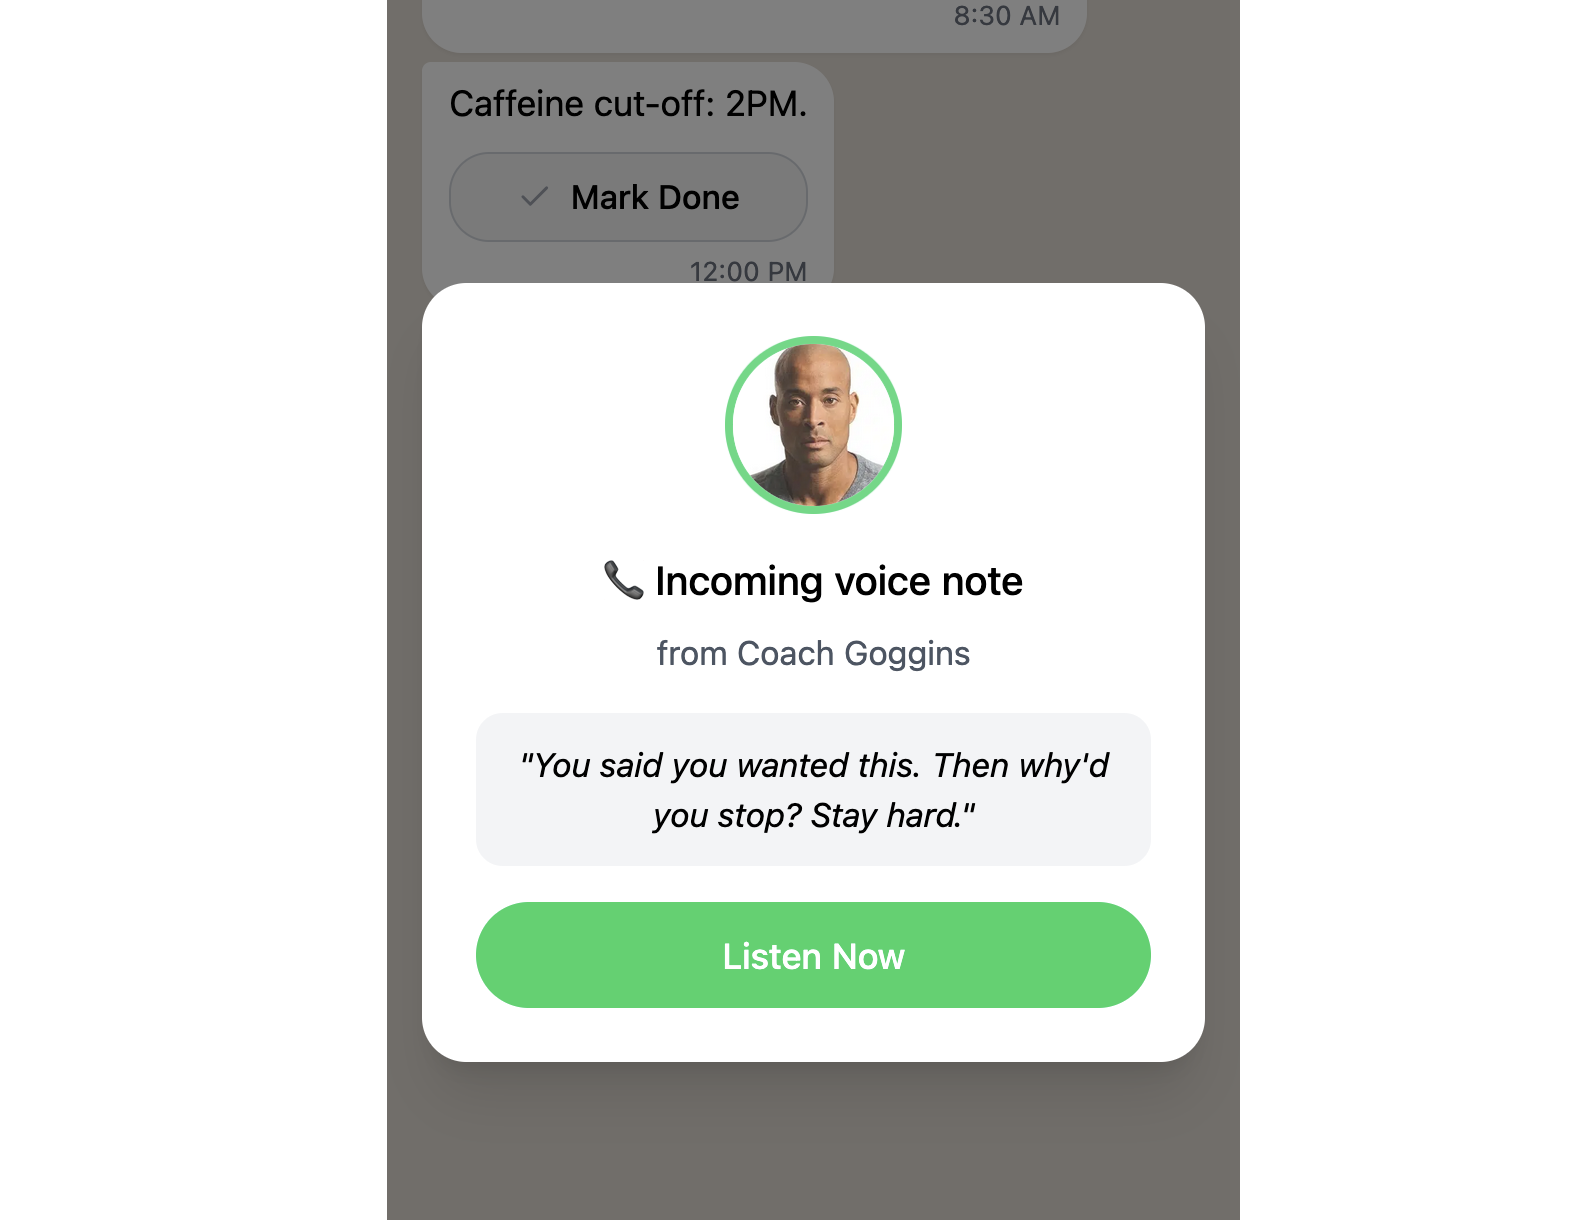 8:30 AM
Caffeine cut-off: 2PM.
Mark Done
12:00 PM
📞 Incoming voice note
from Coach Goggins
"You said you wanted this. Then why'd
you stop? Stay hard."
Listen Now